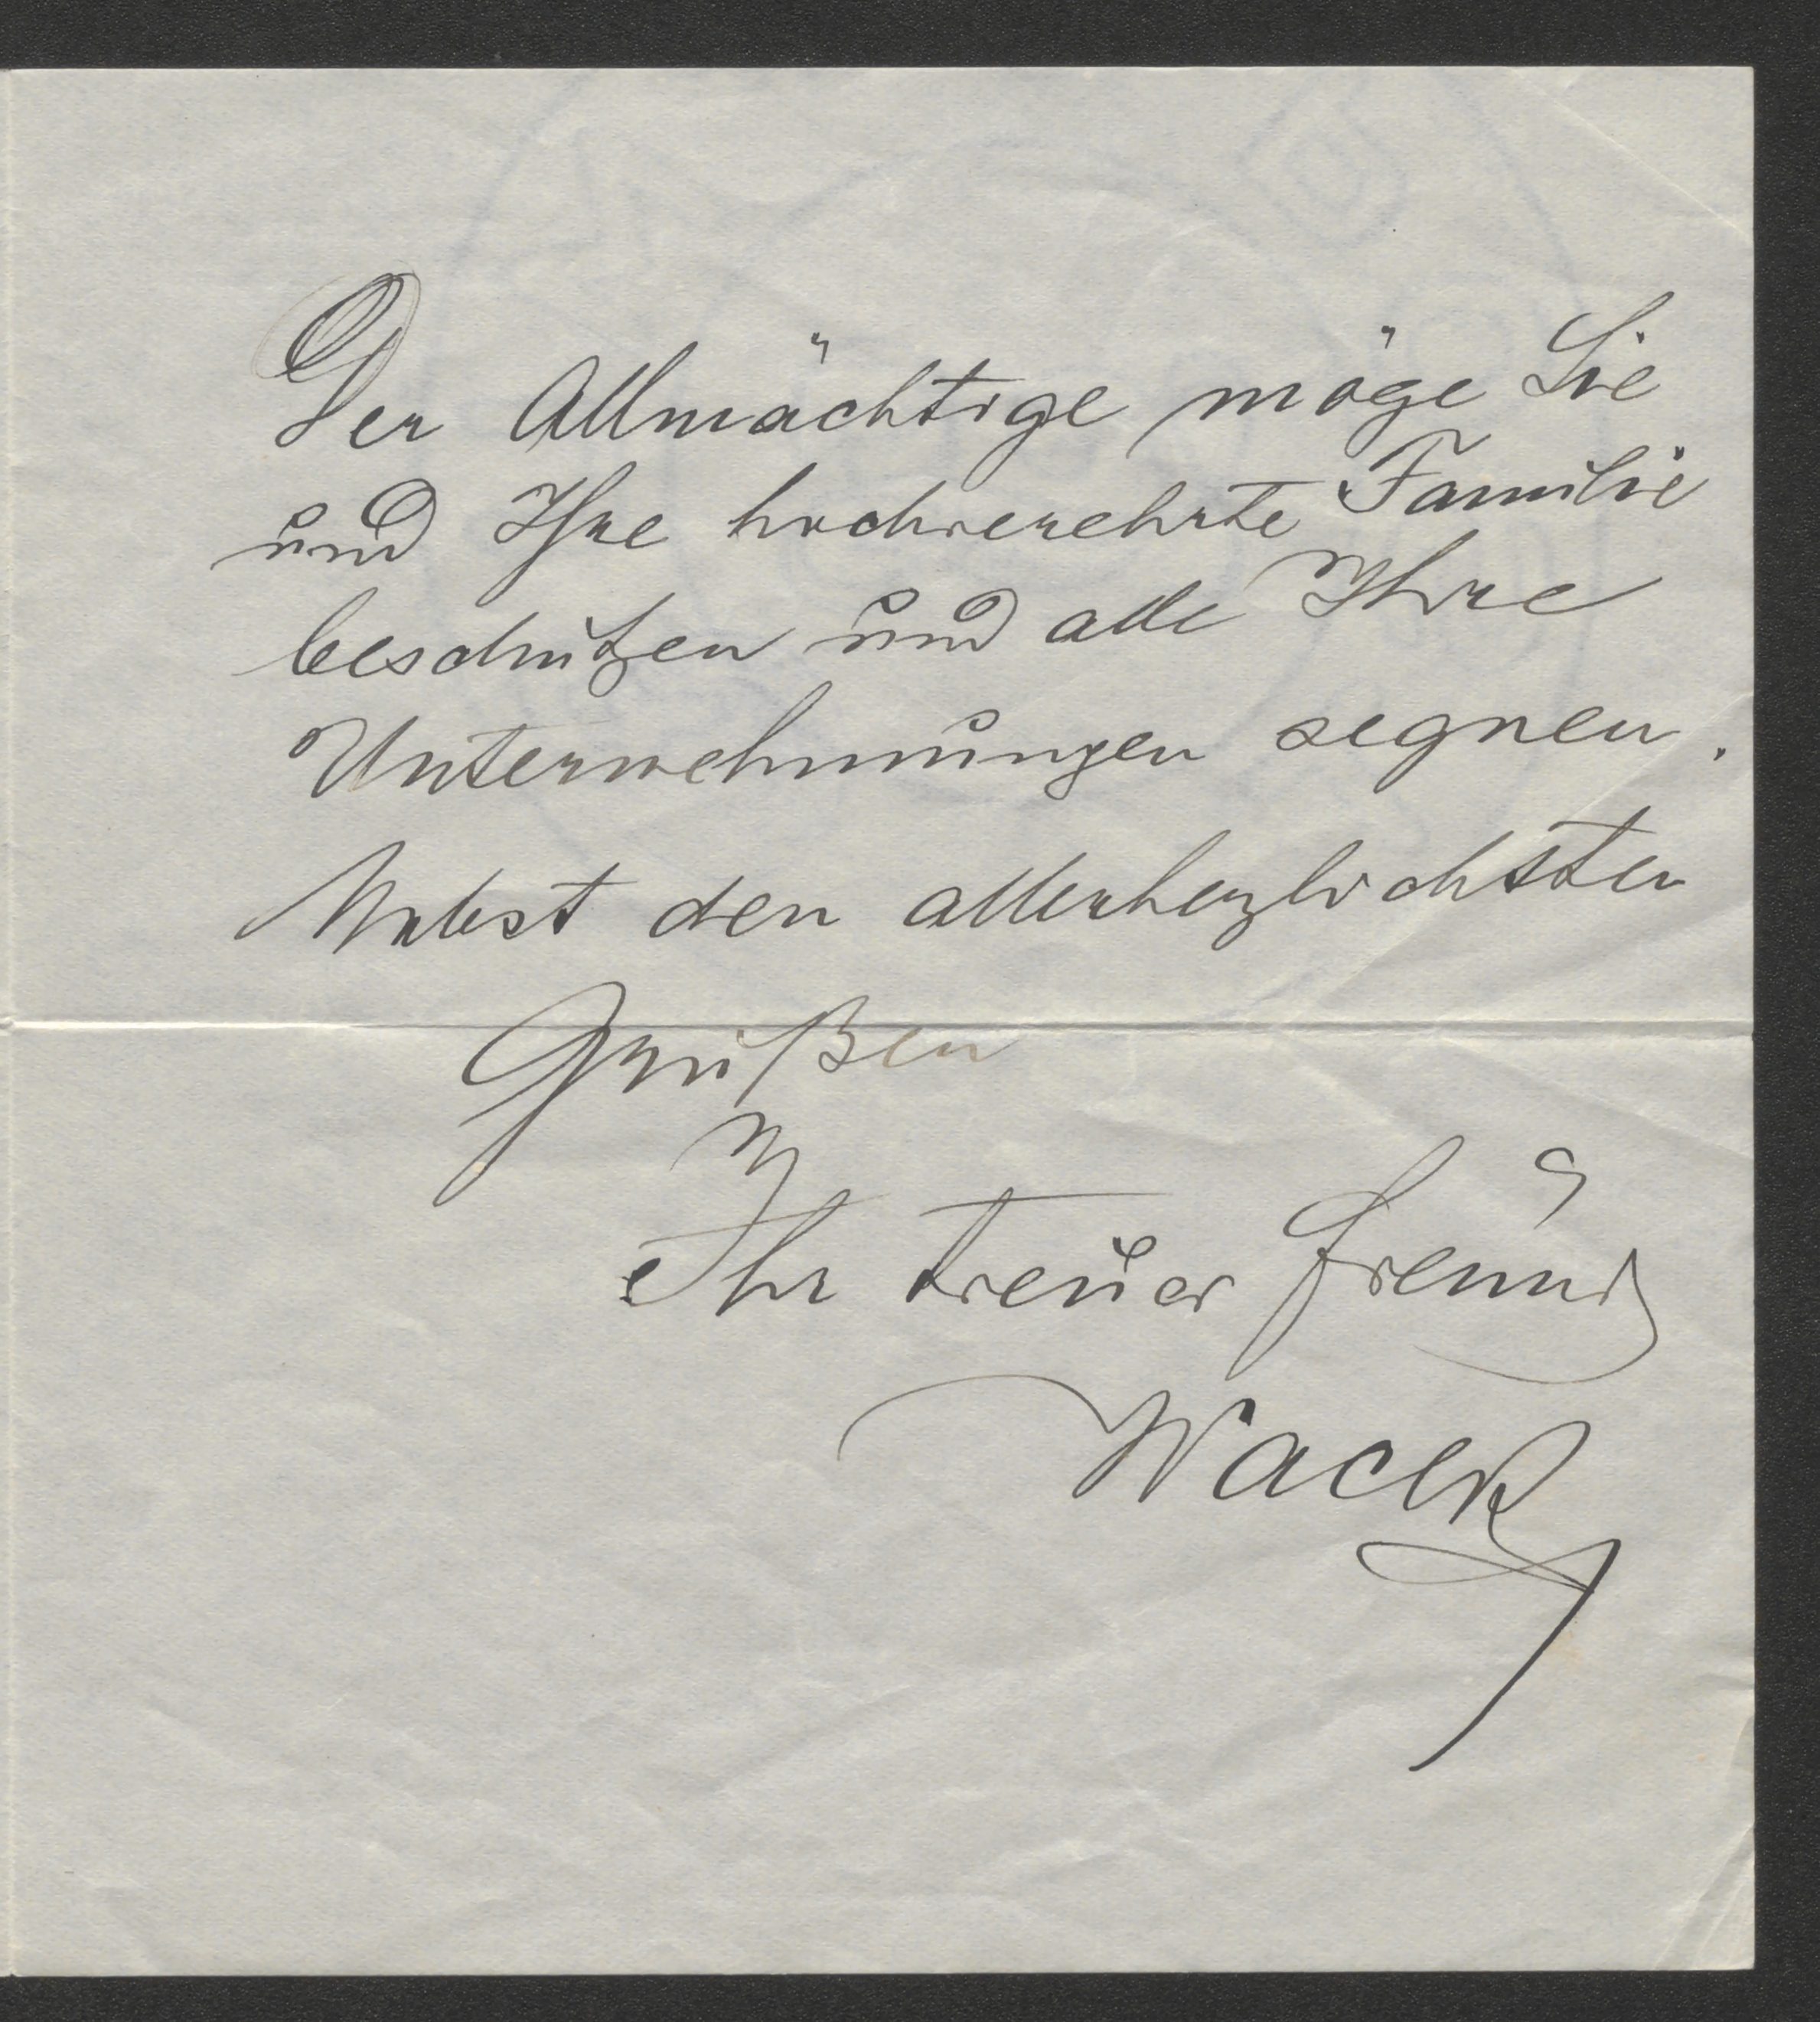 Der Allmächtige möge Sie
und Ihre hochverehrte Familie
beschützen und alle Ihre
Unternehmungen segnen.
Nebst den allerherzlichsten
Grüßen
Ihr treuer Freund
Wacek